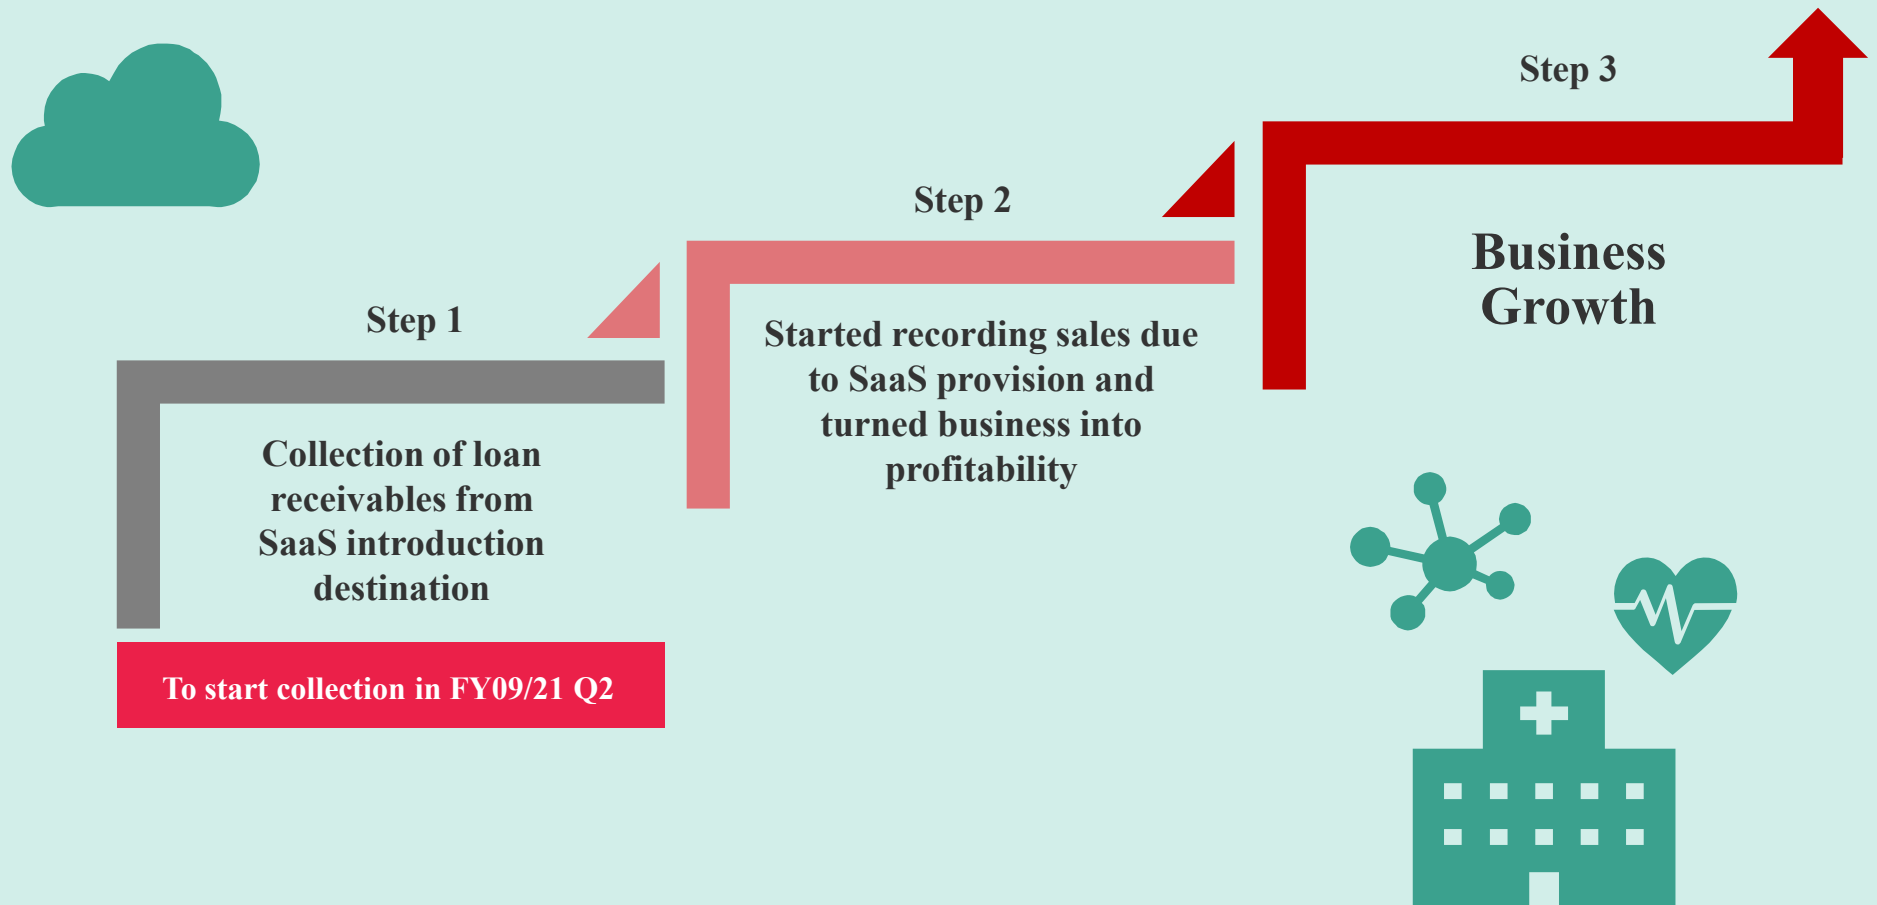 Step 1
Collection of loan
receivables from
SaaS introduction
destination
To start collection in FY09/21 Q2
Step 2
Started recording sales due
to SaaS provision and
turned business into
profitability
Step 3
Business
Growth